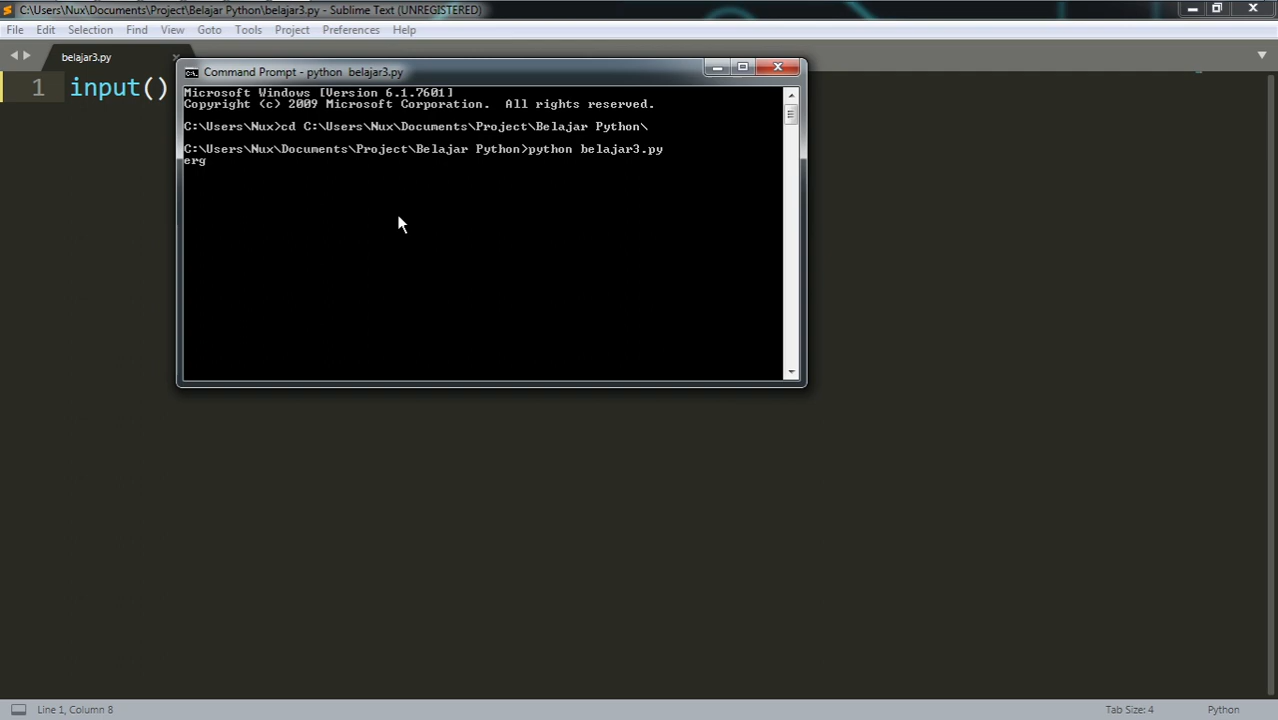 C:\Users\Nux\Documents\Project\Belajar Python\belajar3.py - Sublime Text (UNREGISTERED)
File Edit Selection Find View Goto Tools Project Preferences Help
belajar3.py
1 input()
Command Prompt - python  belajar3.py
Microsoft Windows [Version 6.1.7601]
Copyright (c) 2009 Microsoft Corporation.  All rights reserved.
C:\Users\Nux>cd C:\Users\Nux\Documents\Project\Belajar Python\
C:\Users\Nux\Documents\Project\Belajar Python>python belajar3.py
erg
Line 1, Column 8
Tab Size: 4
Python